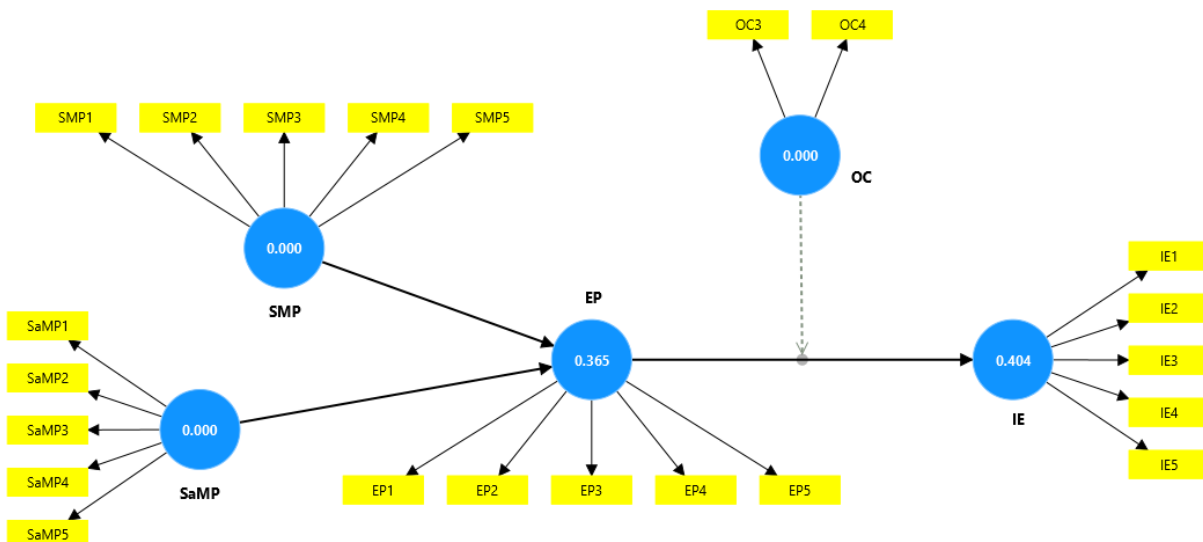 OC3 OC4
SMP1 SMP2 SMP3 SMP4 SMP5
0.000
OC
0.000
SMP
IE1
IE2
IE3
IE4
IE5
EP
0.365
0.404
IE
SaMP1
SaMP2
SaMP3
SaMP4
SaMP5
0.000
SaMP
EP1 EP2 EP3 EP4 EP5